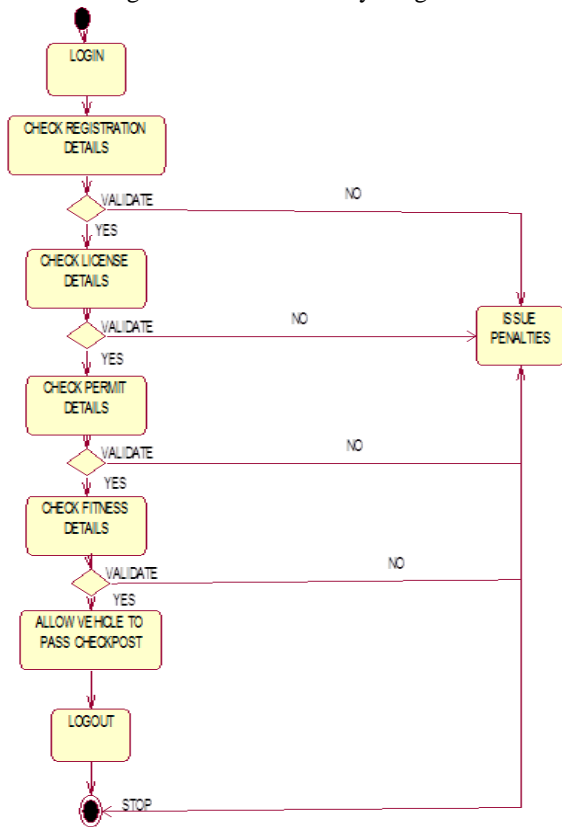 LOGIN
CHECK REGISTRATION
DETAILS
VALIDATE
NO
YES
CHECK LICENSE
DETAILS
VALIDATE
NO
ISSUE
PENALTIES
YES
CHECK PERMIT
DETAILS
VALIDATE
NO
YES
CHECK FITNESS
DETAILS
VALIDATE
NO
YES
ALLOW VEHICLE TO
PASS CHECKPOST
LOGOUT
STOP